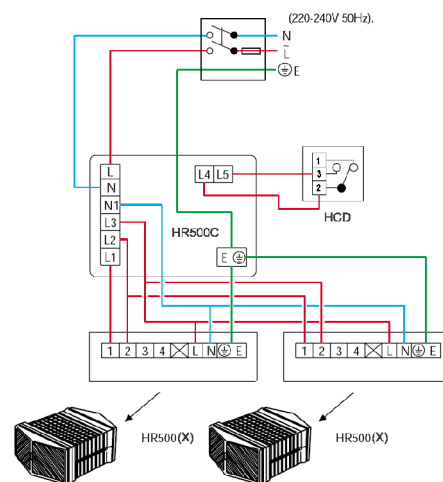 (220-240V 50Hz).
N
~
L
E
L
N
N1
L3
L2
L1
L4 L5
HR500C
E
1
3
2
HCD
1 2 3 4 L N E
1 2 3 4 L N E
HR500(X)
HR500(X)